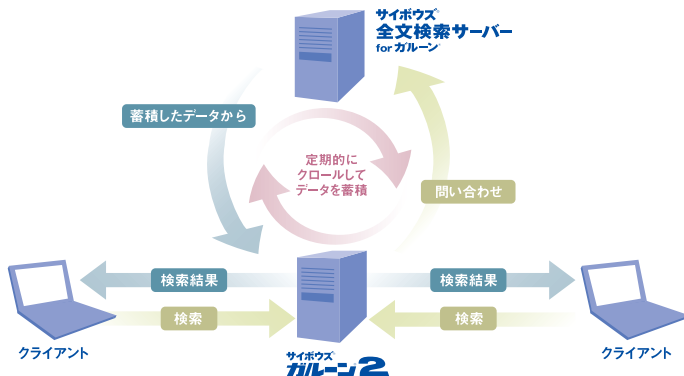 サイボウズ®
全文検索サーバー
for ガルーン®
蓄積したデータから
定期的に
クロールして
データを蓄積
問い合わせ
検索結果
検索結果
検索
検索
クライアント
クライアント
サイボウズ®
ガルーン®2